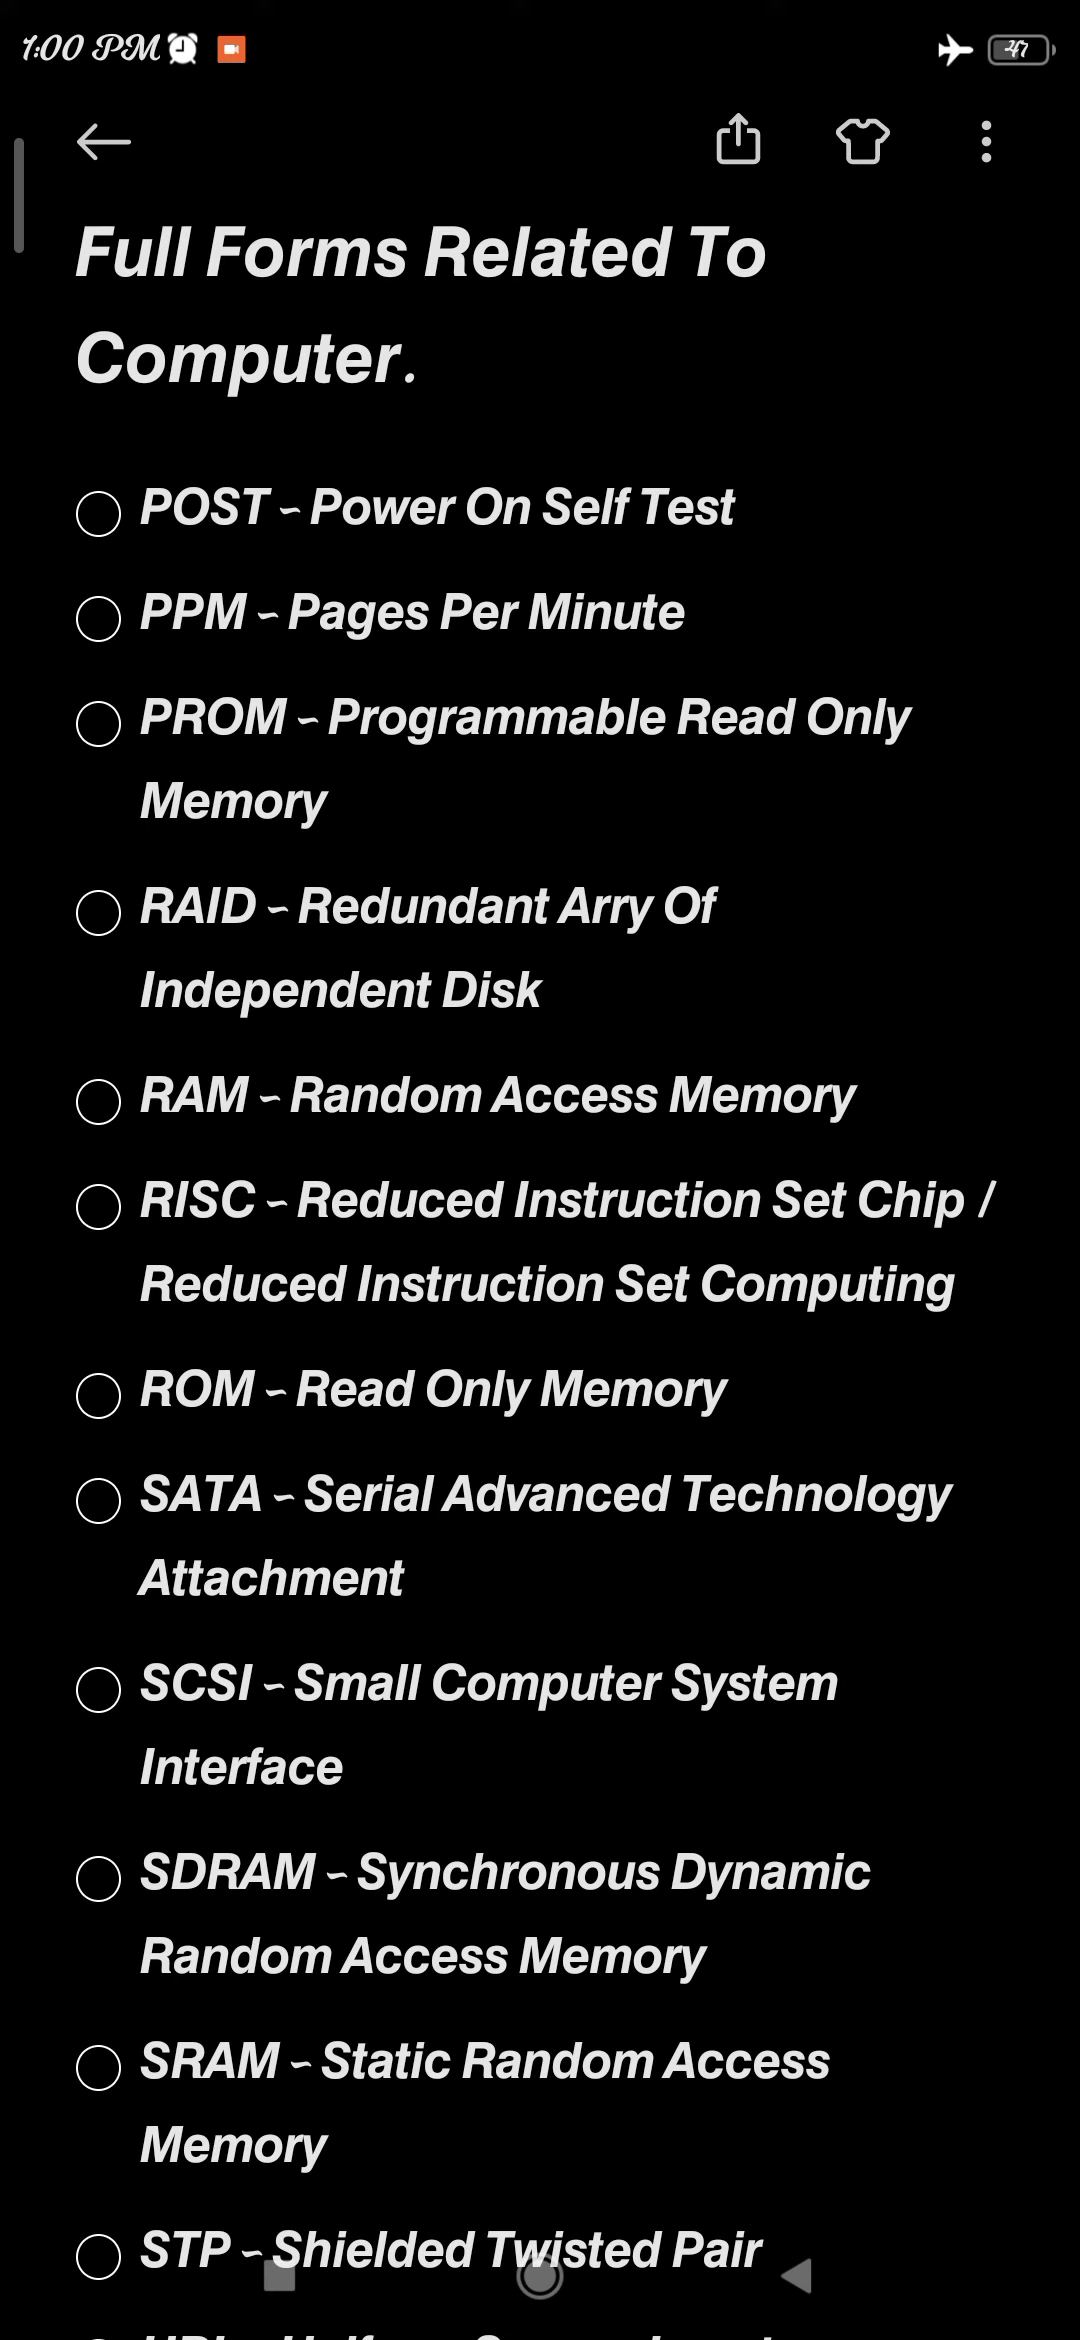 1:00 PM
47
Full Forms Related To
Computer.
POST ~ Power On Self Test
PPM ~ Pages Per Minute
PROM ~ Programmable Read Only
Memory
RAID ~ Redundant Arry Of
Independent Disk
RAM ~ Random Access Memory
RISC ~ Reduced Instruction Set Chip /
Reduced Instruction Set Computing
ROM ~ Read Only Memory
SATA ~ Serial Advanced Technology
Attachment
SCSI ~ Small Computer System
Interface
SDRAM ~ Synchronous Dynamic
Random Access Memory
SRAM ~ Static Random Access
Memory
STP ~ Shielded Twisted Pair